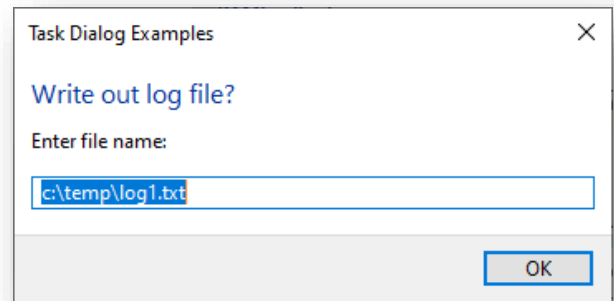 Task Dialog Examples
Write out log file?
Enter file name:
c:\temp\log1.txt
OK